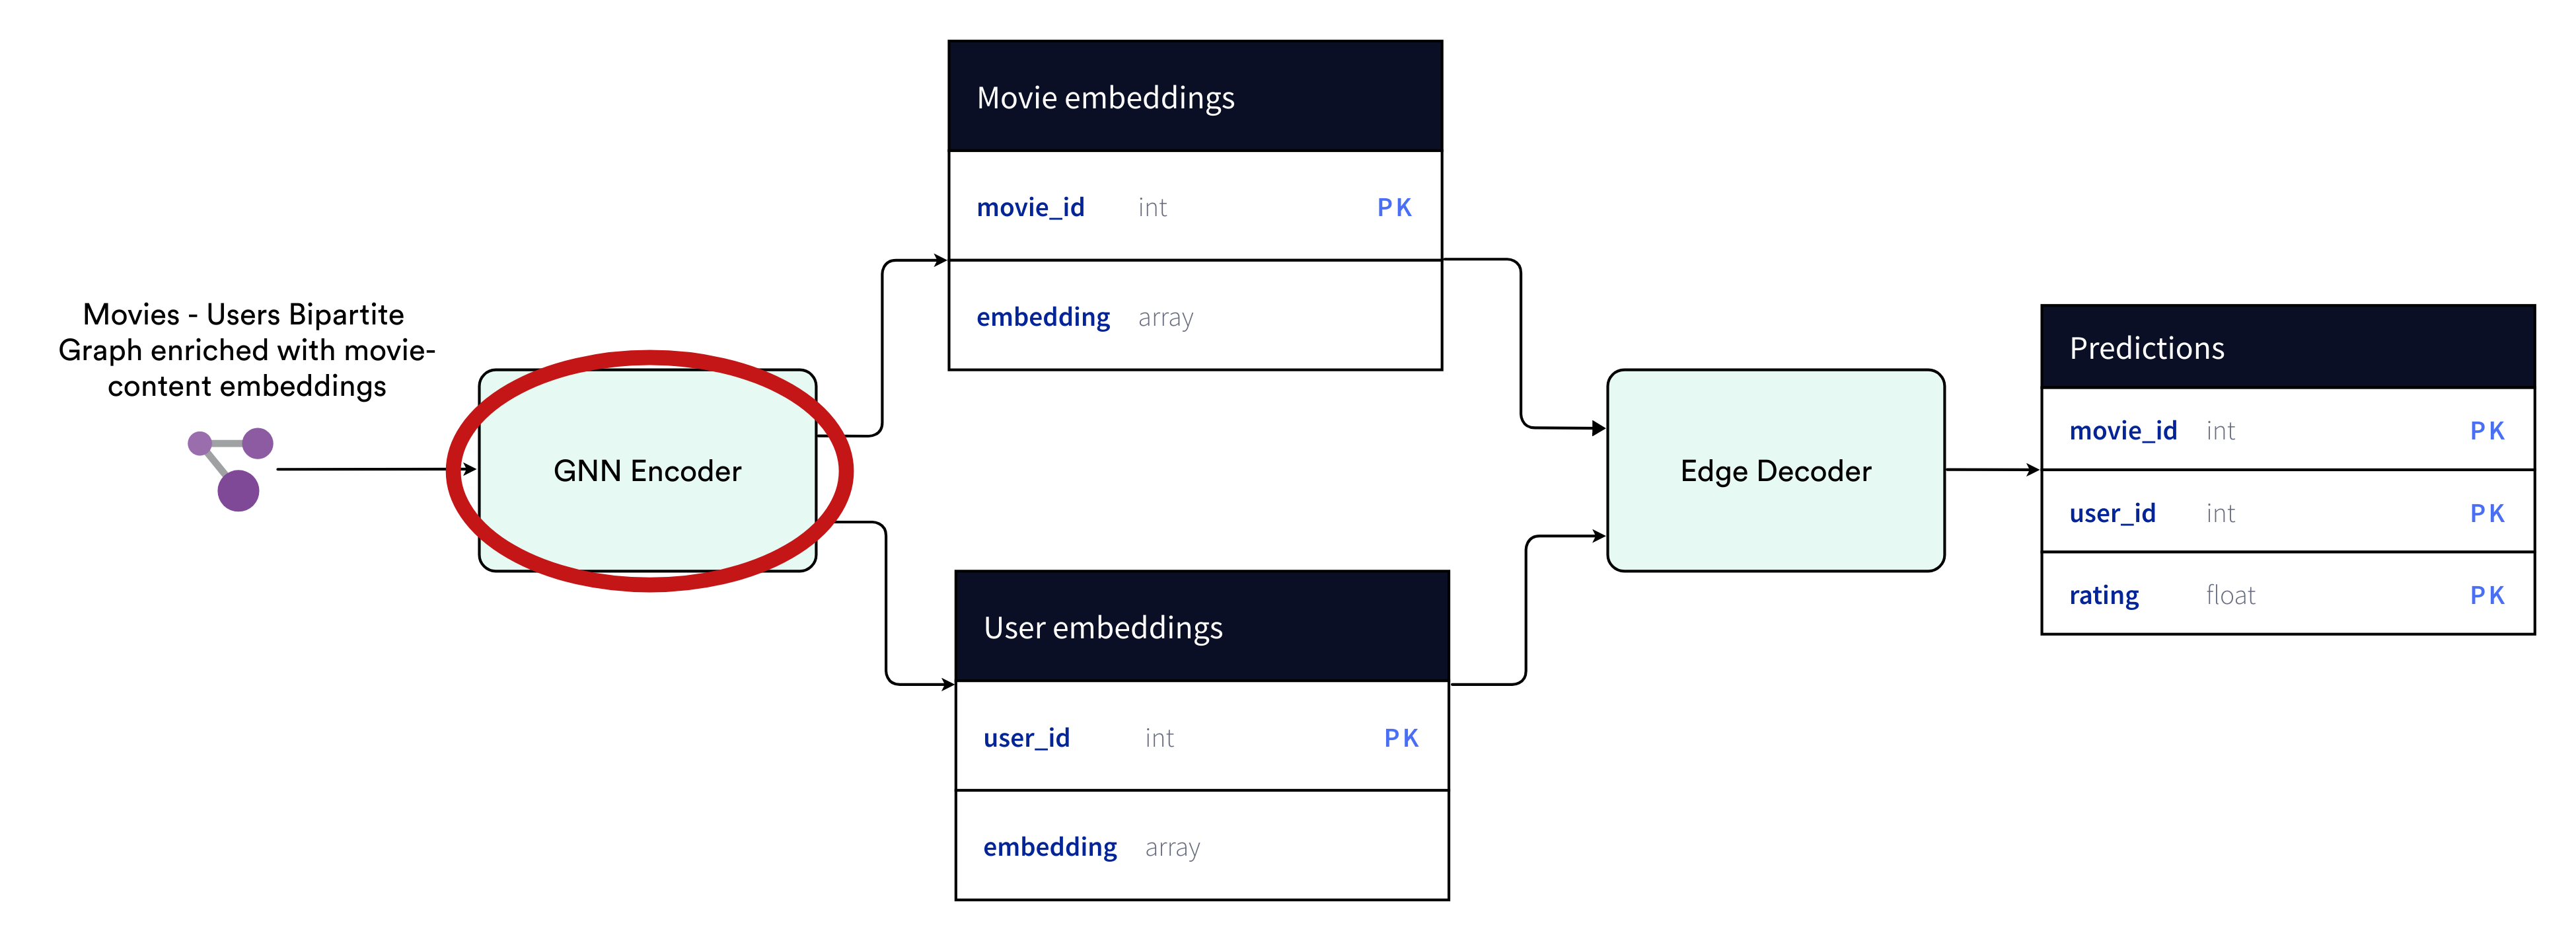 Movies - Users Bipartite
Graph enriched with movie-
content embeddings
GNN Encoder
Movie embeddings
movie_id int PK
embedding array
User embeddings
user_id int PK
embedding array
Edge Decoder
Predictions
movie_id int PK
user_id int PK
rating float PK